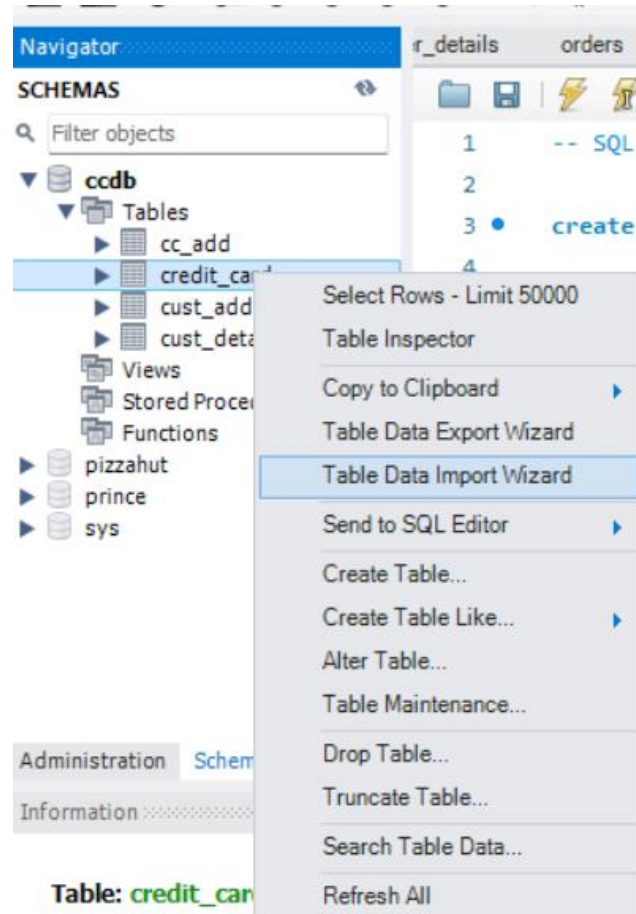 Navigator
r_details orders
SCHEMAS
Filter objects
1 -- SQL
ccdb
2
Tables
3 create
cc_add
4
credit_car
Select Rows - Limit 50000
cust_add
Table Inspector
cust_deta
Views
Copy to Clipboard
Stored Proce
Table Data Export Wizard
Functions
pizzahut
Table Data Import Wizard
prince
sys
Send to SQL Editor
Create Table...
Create Table Like...
Alter Table...
Table Maintenance...
Administration Schem
Drop Table...
Truncate Table...
Information
Search Table Data...
Table: credit_car
Refresh All